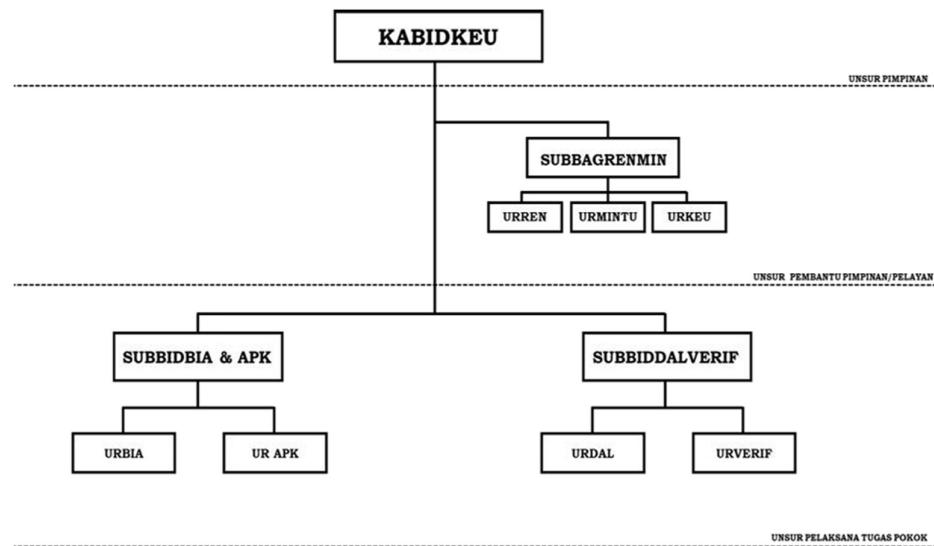 KABIDKEU
UNSUR PIMPINAN
SUBBAGRENMIN
URREN
URMINTU
URKEU
UNSUR PEMBANTU PIMPINAN/PELAYAN
SUBBIDBIA & APK
SUBBIDDALVERIF
URBIA
UR APK
URDAL
URVERIF
UNSUR PELAKSANA TUGAS POKOK